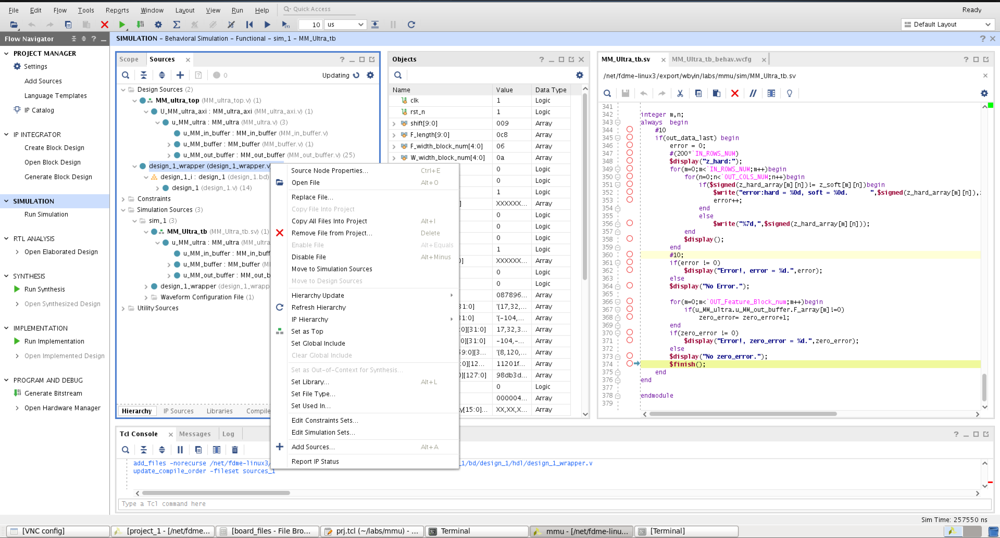 File Edit Flow Tools Reports Window Layout View Run Help Quick Access Ready
10 us Default Layout
Flow Navigator
SIMULATION - Behavioral Simulation - Functional - sim_1 - MM_Ultra_tb
PROJECT MANAGER
Settings
Add Sources
Language Templates
IP Catalog
IP INTEGRATOR
Create Block Design
Open Block Design
Generate Block Design
SIMULATION
Run Simulation
RTL ANALYSIS
Open Elaborated Design
SYNTHESIS
Run Synthesis
Open Synthesized Design
IMPLEMENTATION
Run Implementation
Open Implemented Design
PROGRAM AND DEBUG
Generate Bitstream
Open Hardware Manager
Scope Sources
0 Updating
Design Sources (2)
MM_ultra_top (MM_ultra_top.v) (1)
U_MM_ultra_axi : MM_ultra_axi (MM_ultra_axi.v) (1)
u_MM_ultra : MM_ultra (MM_ultra.v) (3)
u_MM_in_buffer : MM_in_buffer (MM_in_buffer.v)
u_MM_buffer : MM_buffer (MM_buffer.v) (1)
u_MM_out_buffer : MM_out_buffer (MM_out_buffer.v) (25)
design_1_wrapper (design_1_wrapper.v)
design_1_i : design_1 (design_1.bd)
design_1 (design_1.v) (14)
Constraints
Simulation Sources (3)
sim_1 (3)
MM_Ultra_tb (MM_Ultra_tb.sv) (1)
u_MM_ultra : MM_ultra (MM_ultra
u_MM_in_buffer : MM_in_buff
u_MM_buffer : MM_buffer (M
u_MM_out_buffer : MM_out_b
design_1_wrapper (design_1_wrapp
Waveform Configuration File (1)
Utility Sources
Hierarchy IP Sources Libraries Compile
Source Node Properties... Ctrl+E
Open File Alt+O
Replace File...
Copy File Into Project
Copy All Files Into Project Alt+I
Remove File from Project... Delete
Enable File Alt+Equals
Disable File Alt+Minus
Move to Simulation Sources
Move to Design Sources
Hierarchy Update
Refresh Hierarchy
IP Hierarchy
Set as Top
Set Global Include
Clear Global Include
Set as Out-of-Context for Synthesis...
Set Library... Alt+L
Set File Type...
Set Used In...
Edit Constraints Sets...
Edit Simulation Sets...
Add Sources... Alt+A
Report IP Status
Objects
Name Value Data Type
clk 1 Logic
rst_n 1 Logic
shift[9:0] 009 Array
F_length[9:0] 0c8 Array
F_width_block_num[4:0] 06 Array
W_width_block_num[4:0] 0a Array
0 Logic
0 Logic
1 Logic
] XXXXXX... Array
0 Logic
0 Logic
0 Logic
1 Logic
)] XXXXXX... Array
0 Logic
0 Logic
087896... Array
31:0] '{17,32,... Array
31:0] '{-104,... Array
:0][31:0] 17,32,3... Array
0][31:0] -104,-... Array
59:0][3... '{8,120,... Array
:0][12... 11201f... Array
)][127:0] 98db3d... Array
0 Logic
000004... Array
y[15:0]... XX,XX,X... Array
MM_Ultra_tb.sv MM_Ultra_tb_behav.wcfg
/net/fdme-linux3/export/wbyin/labs/mmu/sim/MM_Ultra_tb.sv
341
342 integer m,n;
343 always begin
344 #10
345 if(out_data_last) begin
346 error = 0;
347 #(200*`IN_ROWS_NUM)
348 $display("z_hard:");
349 for(m=0;m<`IN_ROWS_NUM;m++)begin
350 for(n=0;n<`OUT_COLS_NUM;n++)begin
351 if($signed(z_hard_array[m][n])!= z_soft[m][n])begin
352 $write("error:hard = %0d, soft = %0d. ",$signed(z_hard_array[m][n]),
353 error++;
354 end
355 else
356 $write("%7d,",$signed(z_hard_array[m][n]));
357 end
358 $display();
359 end
360 #10;
361 if(error != 0)
362 $display("Error!, error = %d.",error);
363 else
364 $display("No Error.");
365
366 for(m=0;m<`OUT_Feature_Block_num;m++)begin
367 if(u_MM_ultra.u_MM_out_buffer.F_array[m]!=0)
368 zero_error= zero_error+1;
369 end
370 if(zero_error != 0)
371 $display("Error!, zero_error = %d.",zero_error);
372 else
373 $display("No zero_error.");
374 $finish();
375 end
376 end
377
378 endmodule
379
Tcl Console Messages Log
add_files -norecurse /net/fdme-linux3/ _1/bd/design_1/hdl/design_1_wrapper.v
update_compile_order -fileset sources_1
Type a Tcl command here
Sim Time: 257550 ns
[VNC config] [project_1 - [/net/fdme... [board_files - File Bro... prj.tcl (~/labs/mmu) - ... Terminal mmu - [/net/fdme-linu... [Terminal]